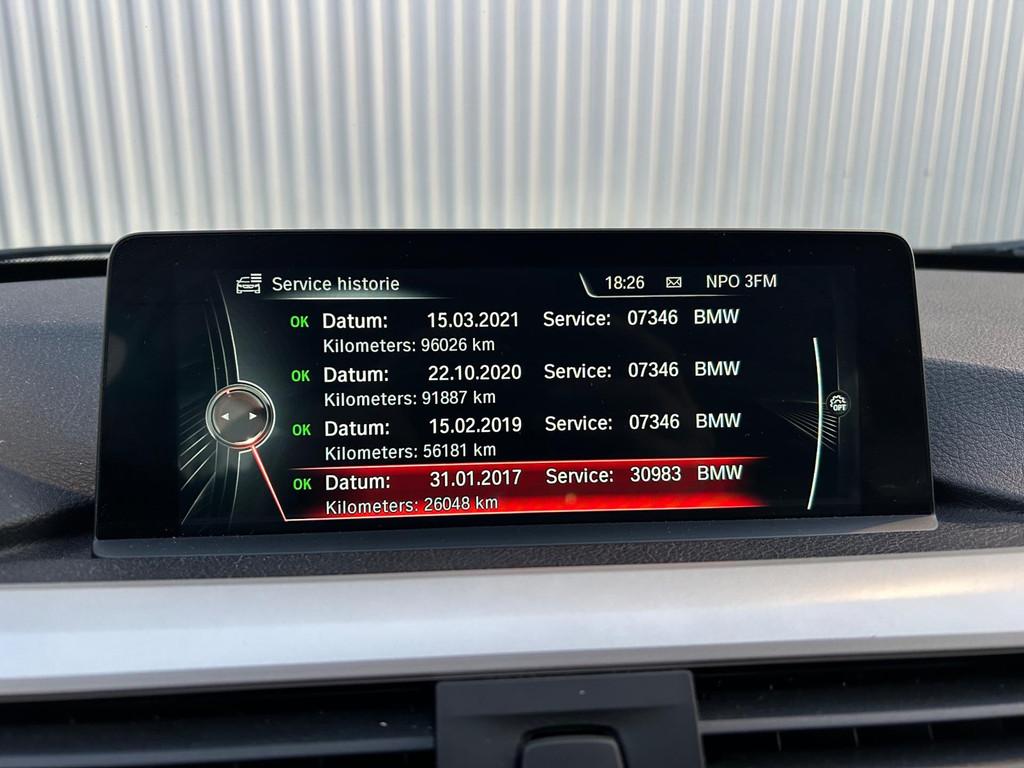 Service historie 18:26 NPO 3FM
OK Datum: 15.03.2021 Service: 07346 BMW
Kilometers: 96026 km
OK Datum: 22.10.2020 Service: 07346 BMW
Kilometers: 91887 km
OK Datum: 15.02.2019 Service: 07346 BMW
Kilometers: 56181 km
OK Datum: 31.01.2017 Service: 30983 BMW
Kilometers: 26048 km
OPT